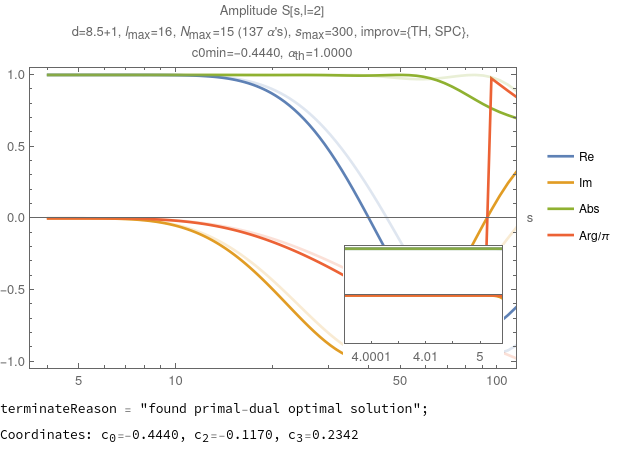 Amplitude S[s,l=2]
d=8.5+1, lmax=16, Nmax=15 (137 α's), smax=300, improv={TH, SPC},
c0min=-0.4440, αth=1.0000
1.0
0.5
0.0
-0.5
-1.0
5
10
50
100
s
4.0001
4.01
5
Re
Im
Abs
Arg/π
terminateReason = "found primal-dual optimal solution";
Coordinates: c0=-0.4440, c2=-0.1170, c3=0.2342